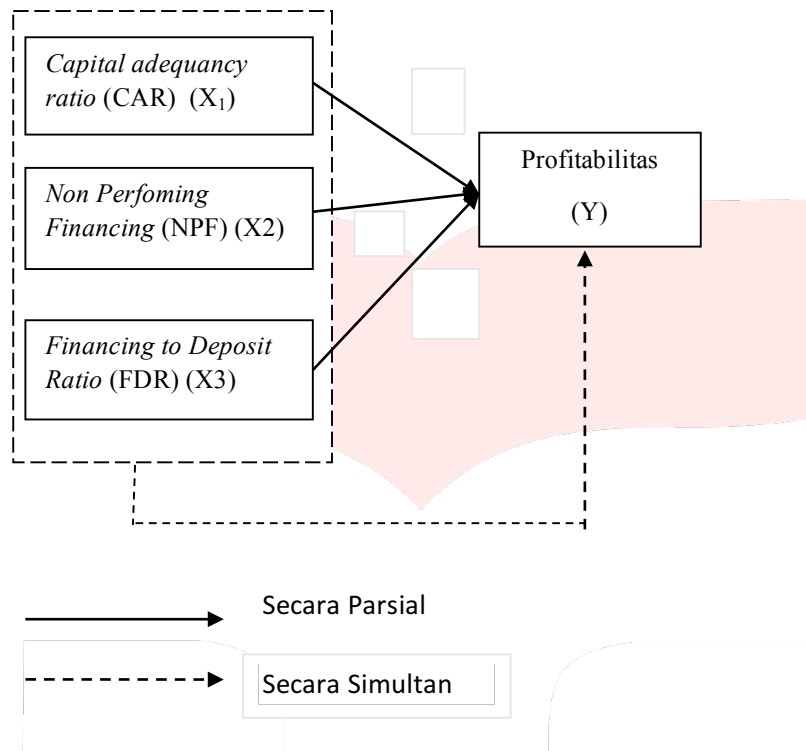 Capital adequancy
ratio (CAR) (X₁)
Non Perfoming
Financing (NPF) (X2)
Financing to Deposit
Ratio (FDR) (X3)
Profitabilitas
(Y)
Secara Parsial
Secara Simultan